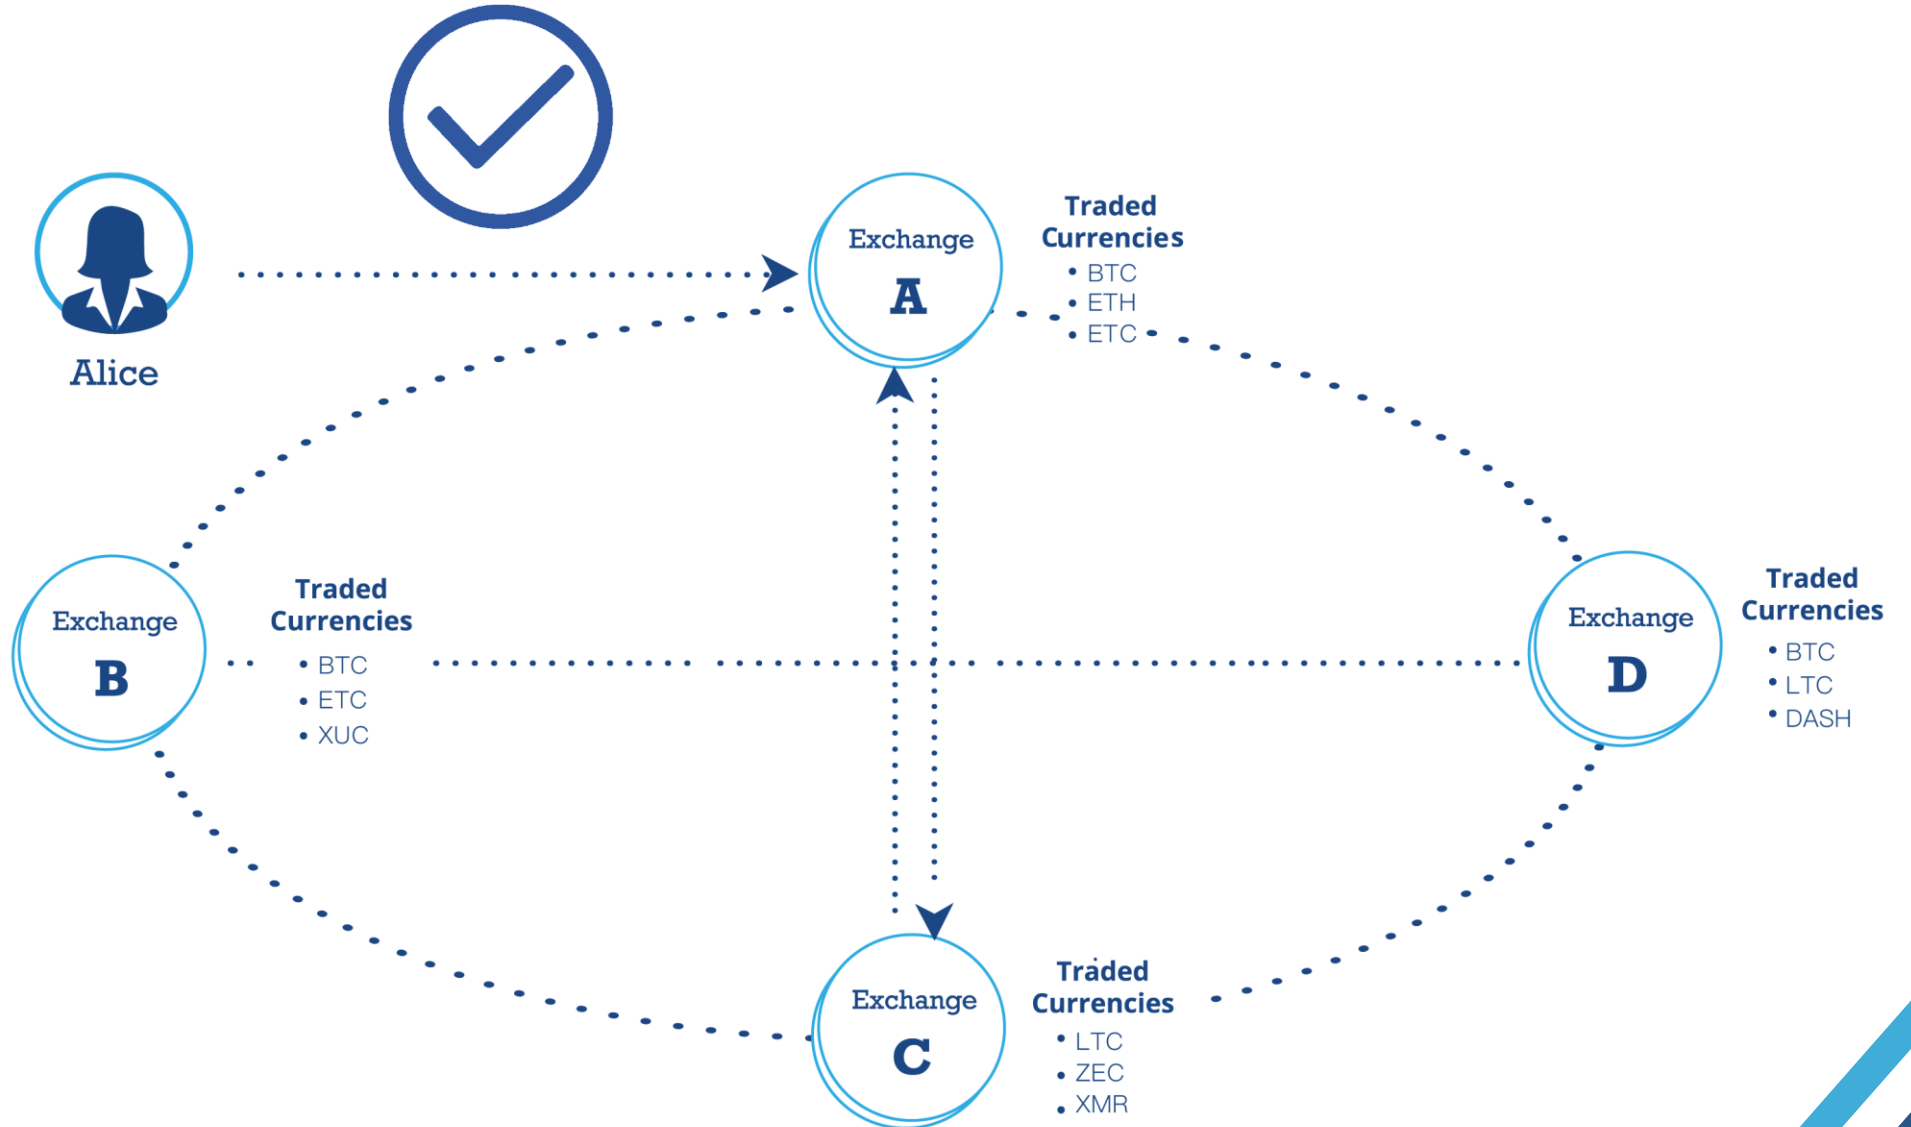 Alice
Exchange
A
Traded
Currencies
• BTC
• ETH
• ETC
Exchange
B
Traded
Currencies
• BTC
• ETC
• XUC
Exchange
D
Traded
Currencies
• BTC
• LTC
• DASH
Exchange
C
Traded
Currencies
• LTC
• ZEC
• XMR